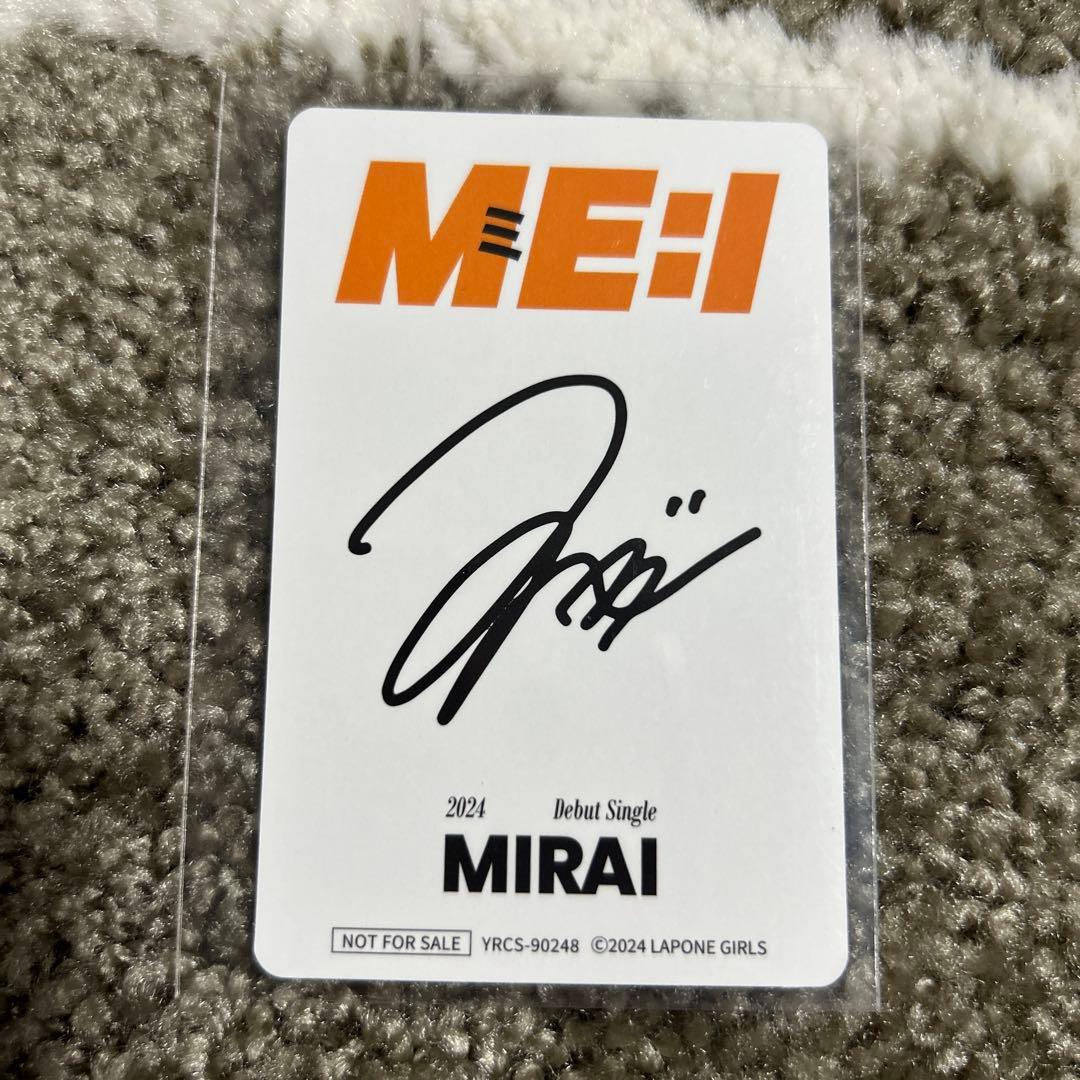 ME:I
2024 Debut Single
MIRAI
NOT FOR SALE YRCS-90248 ©2024 LAPONE GIRLS